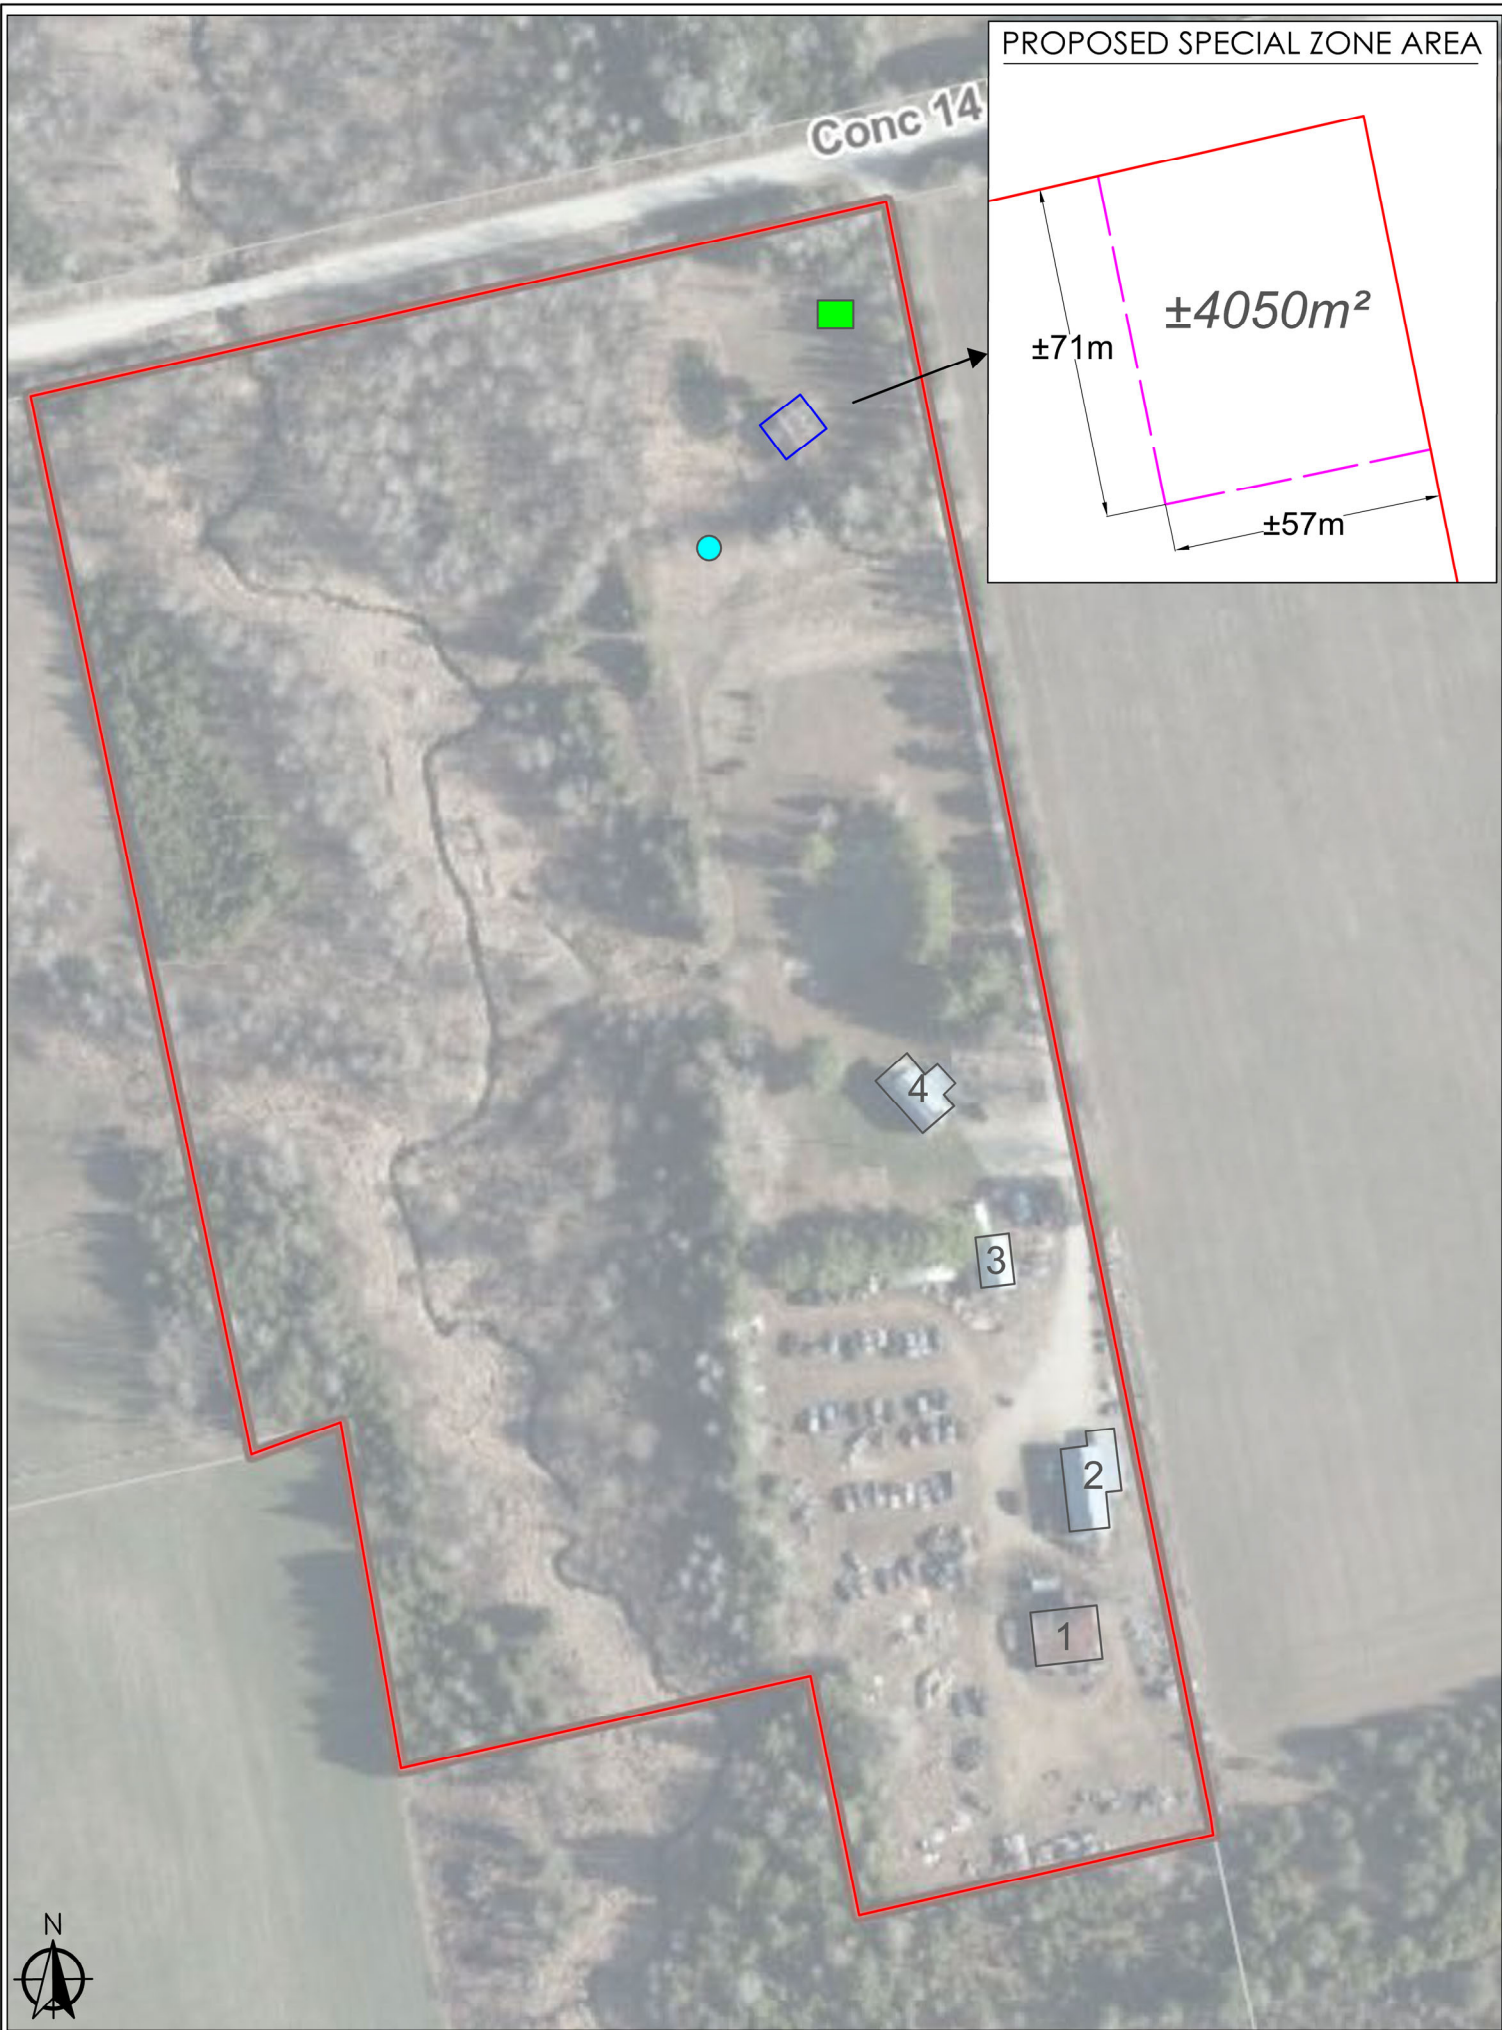 PROPOSED SPECIAL ZONE AREA
Conc 14
±4050m²
±71m
±57m
4
3
2
1
N